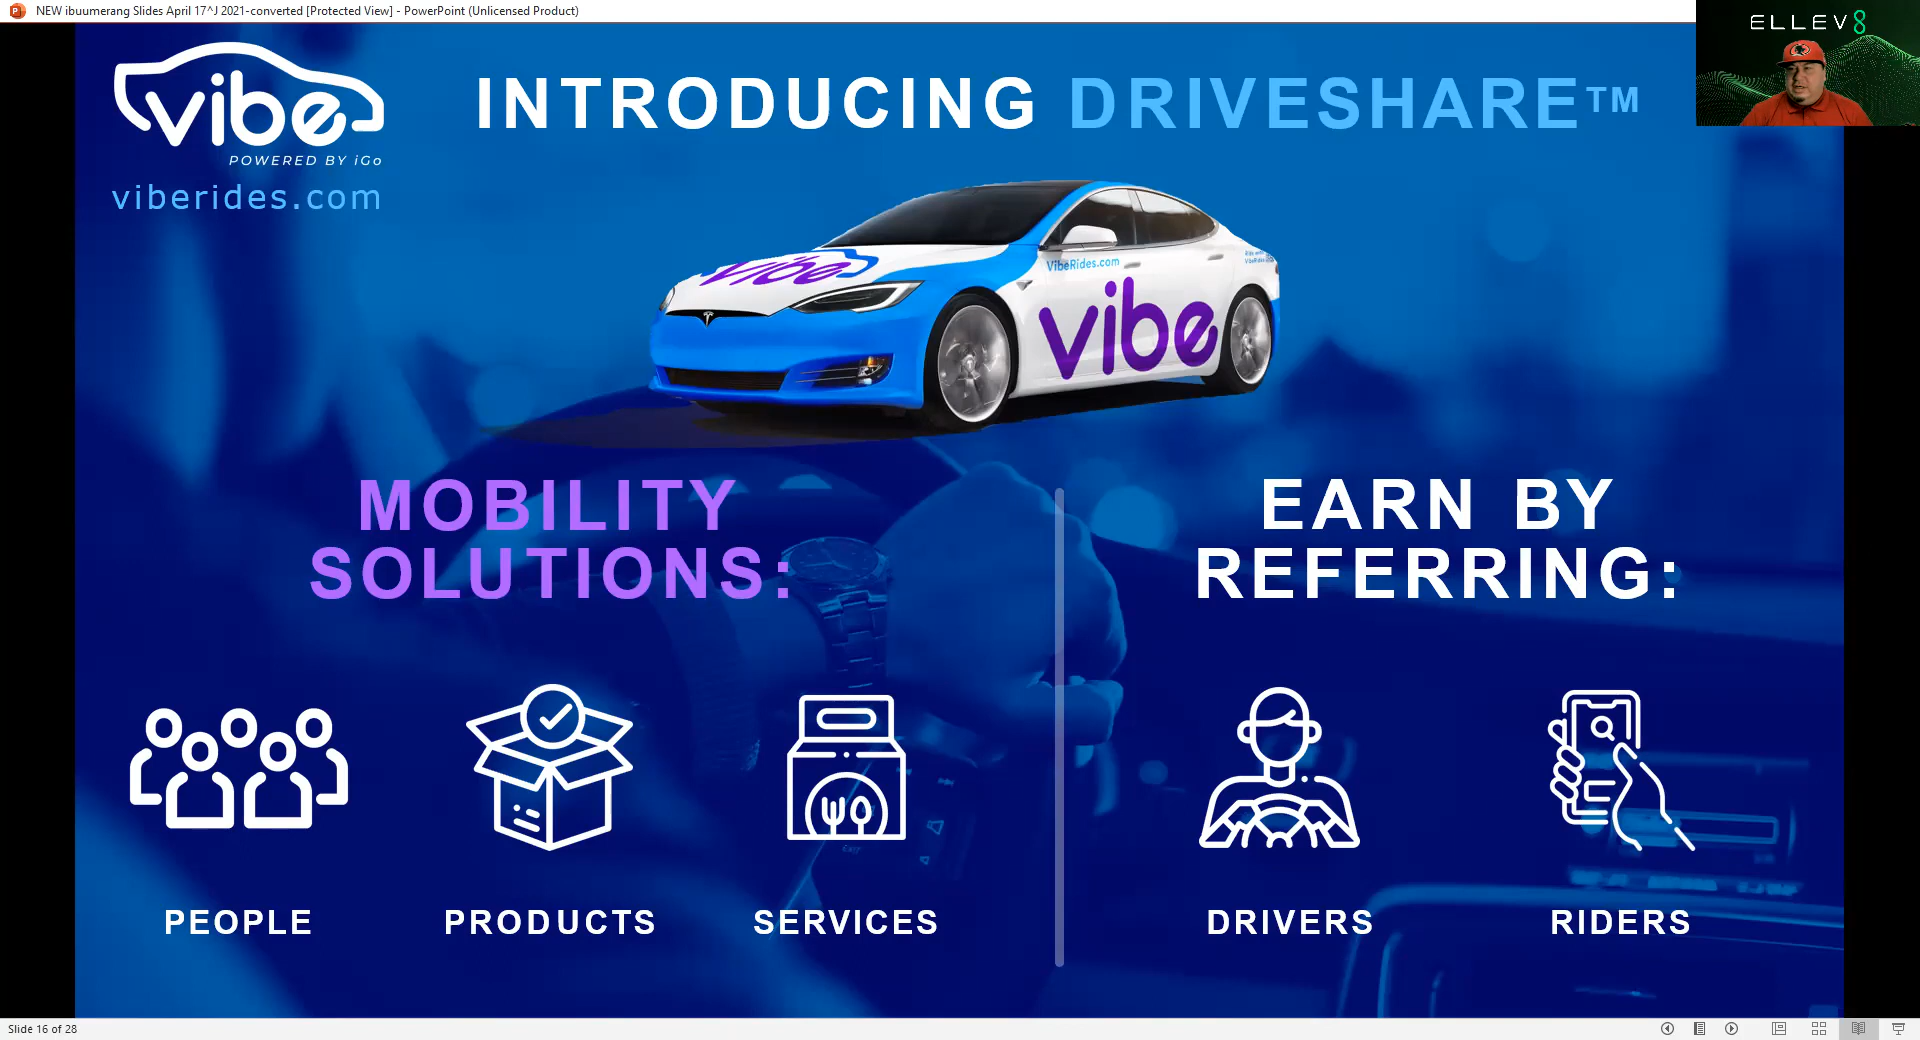 NEW ibuumerang Slides April 17^J 2021-converted [Protected View] - PowerPoint (Unlicensed Product)
ELLEV8
vibe
POWERED BY iGo
viberides.com
INTRODUCING DRIVESHARE™
vibe
VibeRides.com
vibe
MOBILITY
SOLUTIONS:
PEOPLE
PRODUCTS
SERVICES
EARN BY
REFERRING:
DRIVERS
RIDERS
Slide 16 of 28